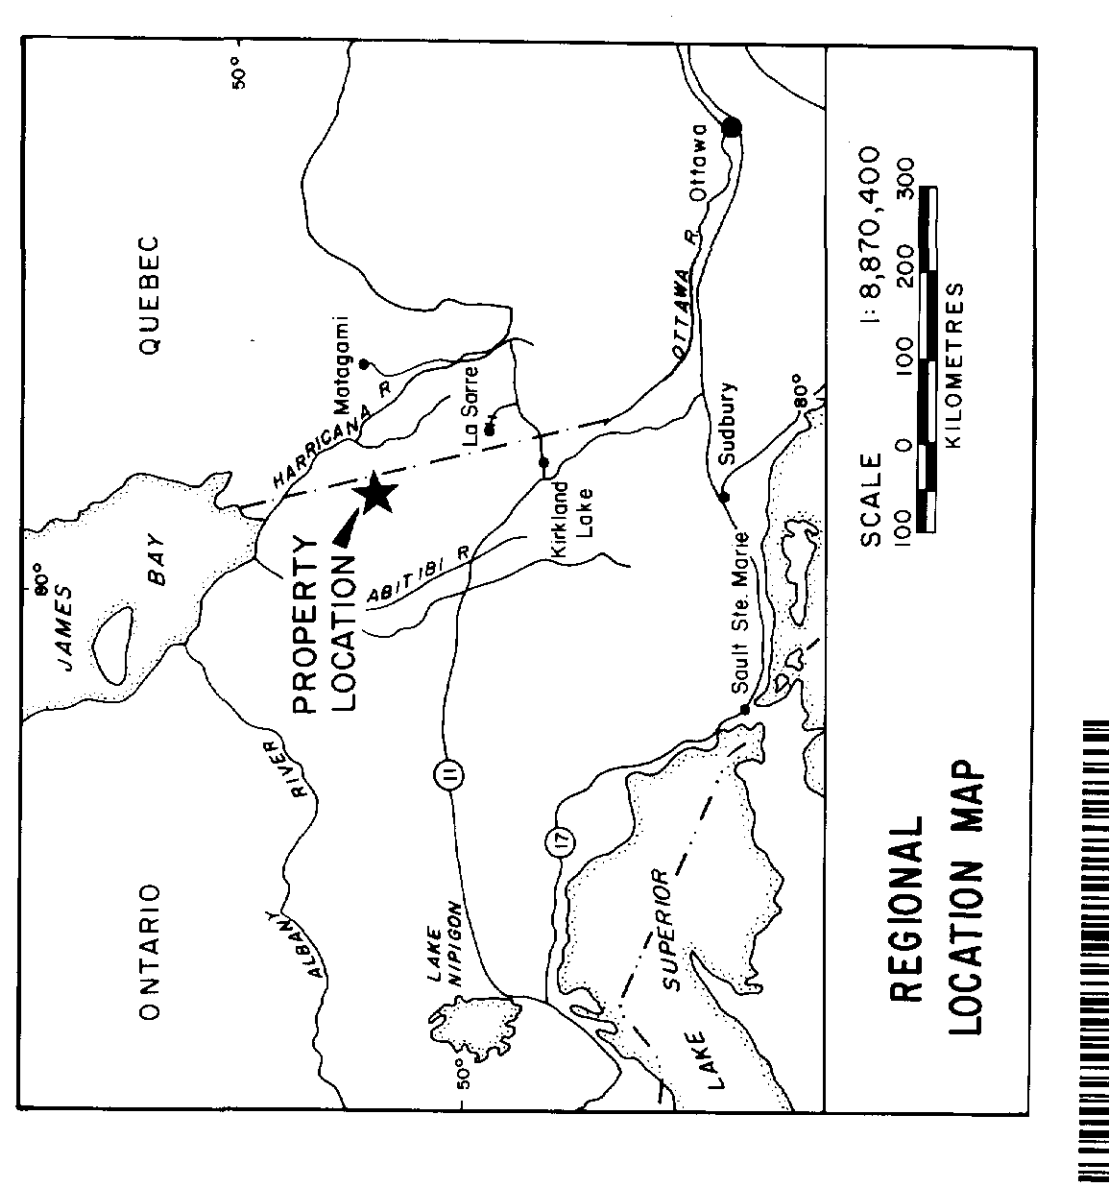 JAMES
BAY
80°
QUEBEC
50°
ONTARIO
ALBANY
RIVER
HARRICANA R
Matagami
PROPERTY
LOCATION
ABITIBI R
La Sarre
Kirkland
Lake
11
LAKE
NIPIGON
50°
17
OTTAWA R.
Ottawa
Sudbury
80°
Sault Ste. Marie
LAKE
SUPERIOR
REGIONAL
LOCATION MAP
SCALE 1:8,870,400
100 0 100 200 300
KILOMETRES